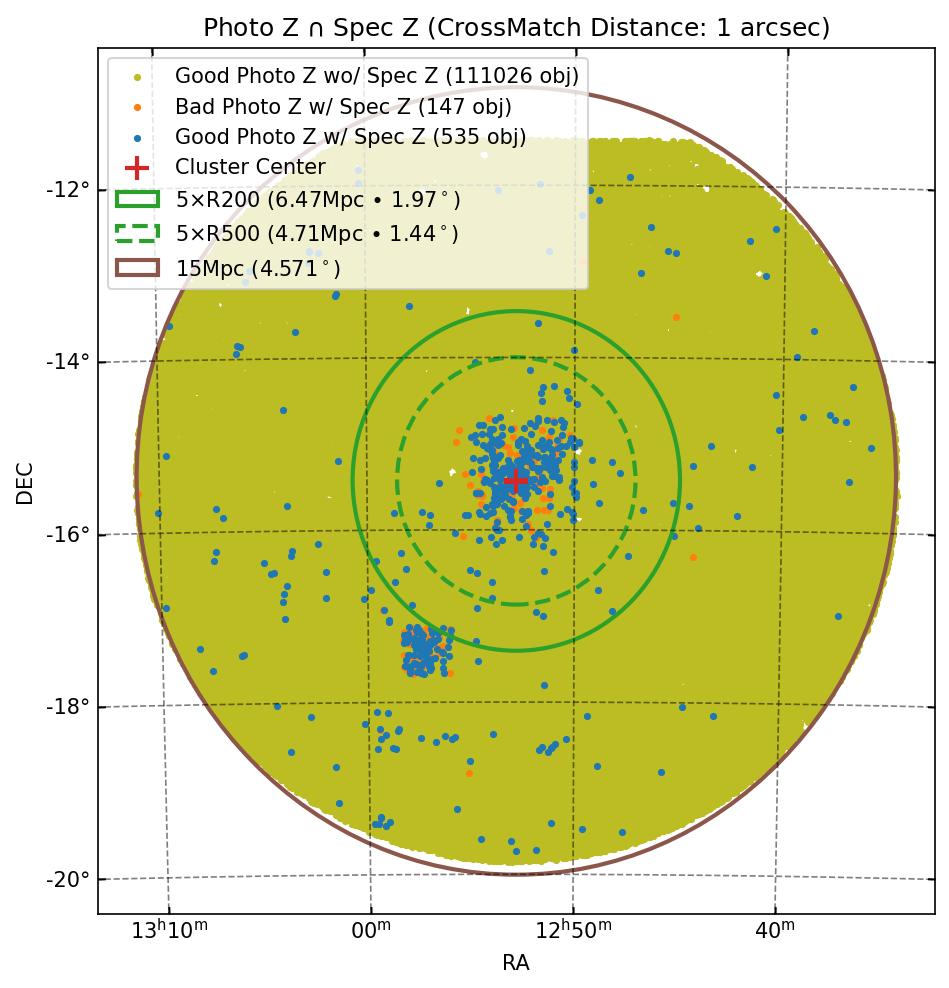 Photo Z ∩ Spec Z (CrossMatch Distance: 1 arcsec)
Good Photo Z wo/ Spec Z (111026 obj)
Bad Photo Z w/ Spec Z (147 obj)
Good Photo Z w/ Spec Z (535 obj)
Cluster Center
5×R200 (6.47Mpc • 1.97°)
5×R500 (4.71Mpc • 1.44°)
15Mpc (4.571°)
-12°
-14°
-16°
-18°
-20°
DEC
13ʰ10ᵐ 00ᵐ 12ʰ50ᵐ 40ᵐ
RA